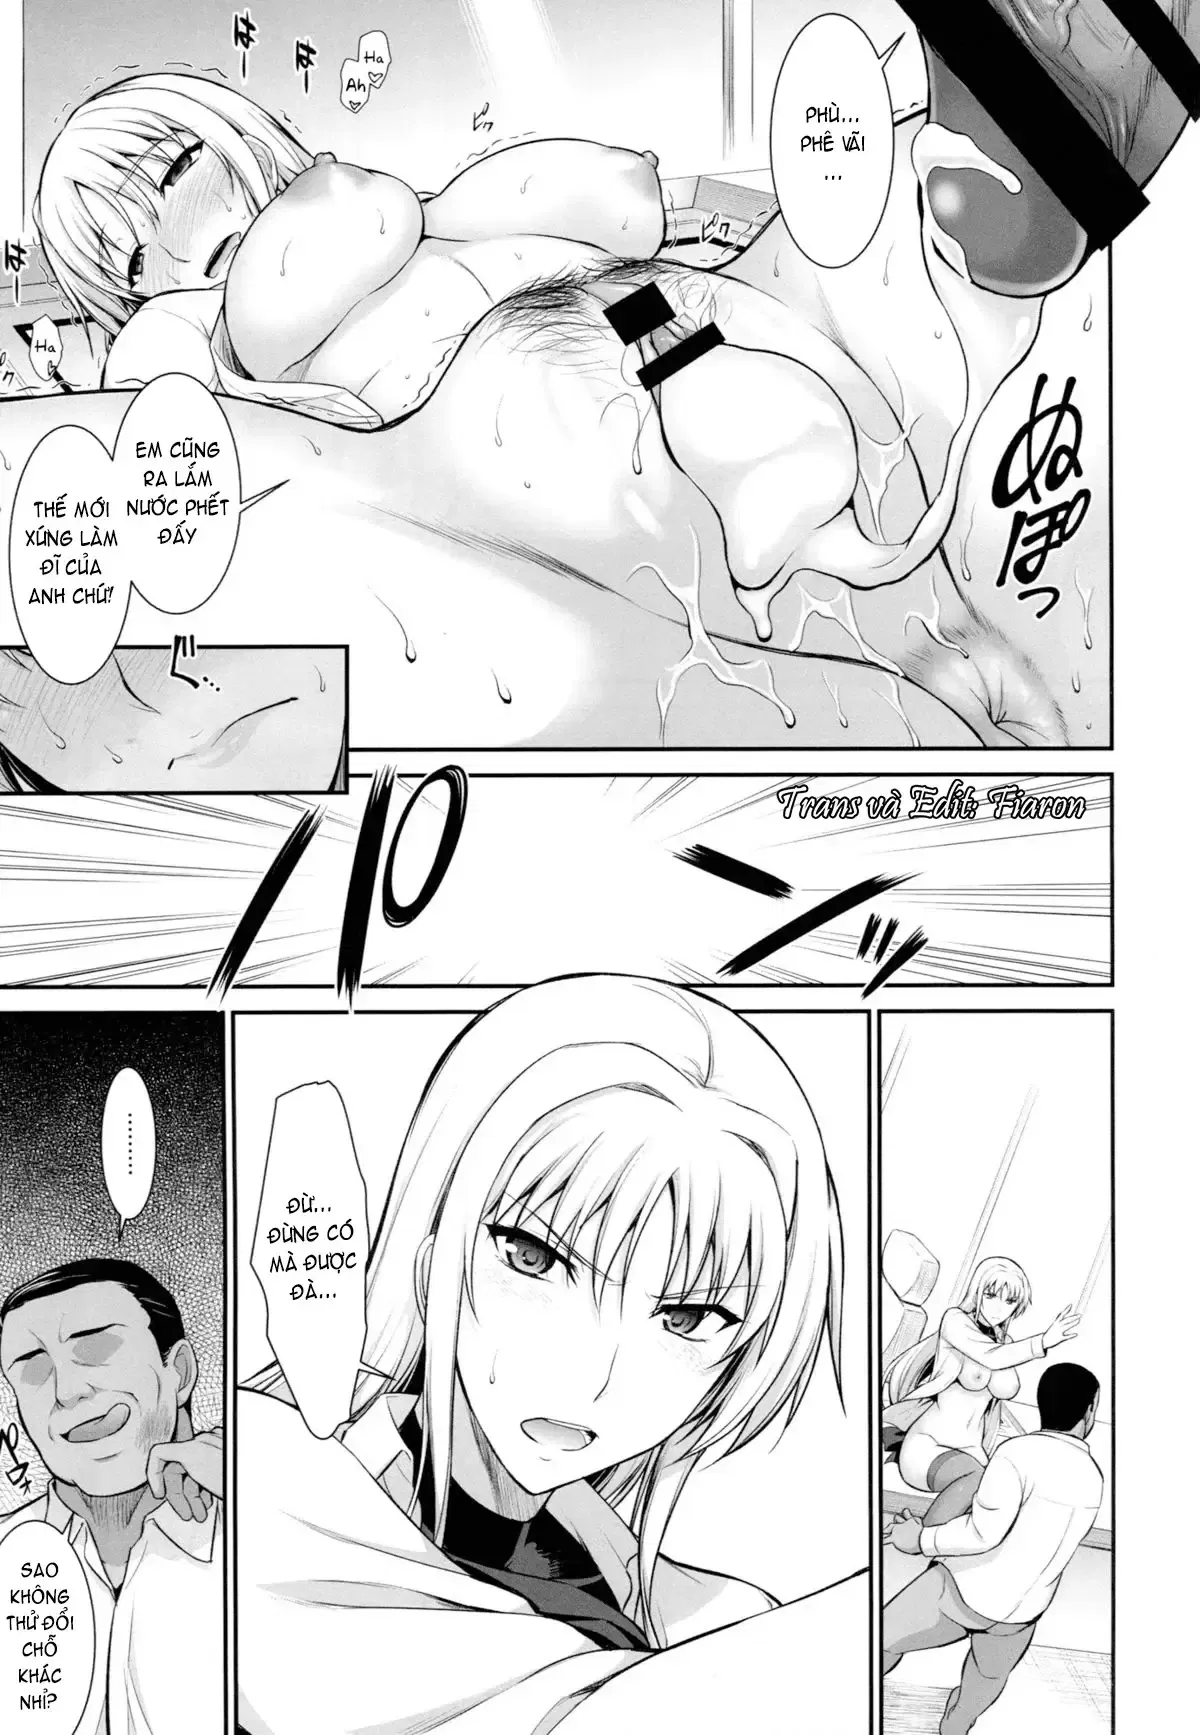 PHÙ...
PHÊ VÃI
...
Ha
Ah
Ha
ぬぽっ
EM CŨNG
RA LẮM
NƯỚC PHẾT
ĐẤY
THẾ MỚI
XỨNG LÀM
ĐĨ CỦA
ANH CHỨ?
Trans và Edit: Fiaron
パシ
ĐỪ...
ĐỪNG CÓ
MÀ ĐƯỢC
ĐÀ...
..........
SAO
KHÔNG
THỬ ĐỔI
CHỖ
KHÁC
NHỈ?